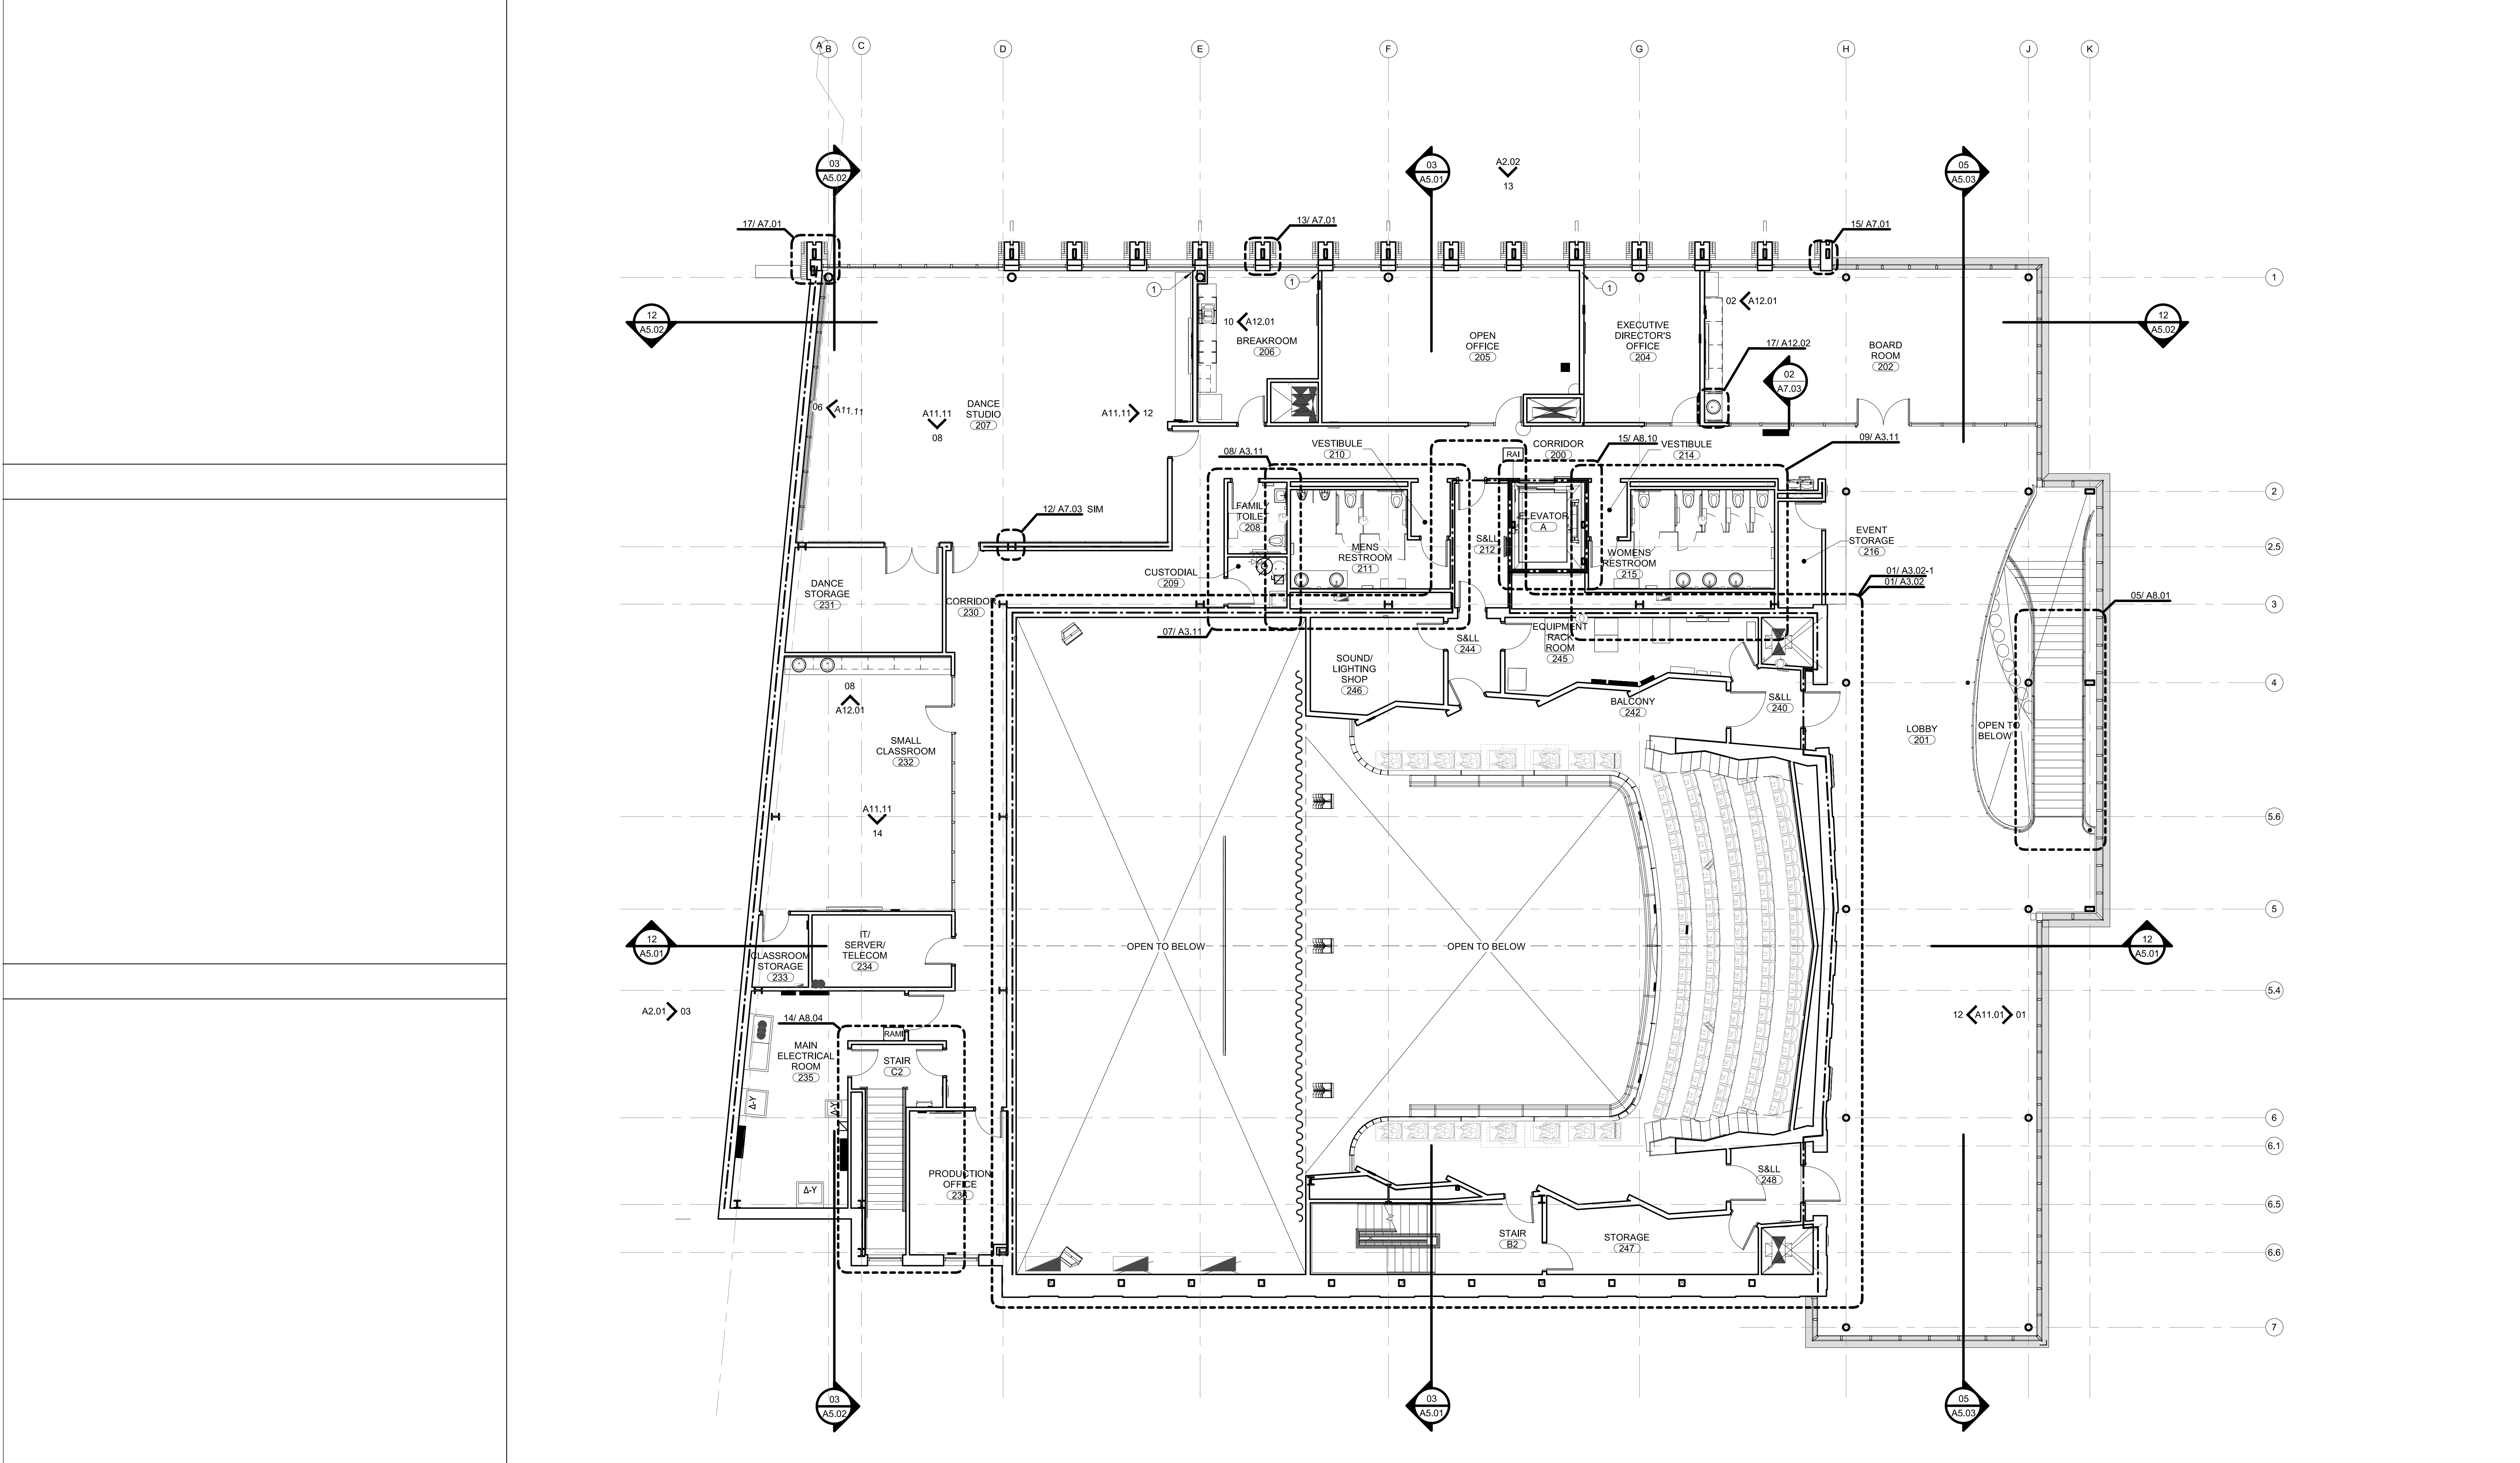 A
B
C
D
E
F
G
H
J
K
03
A5.02
03
A5.01
A2.02
13
05
A5.03
17/ A7.01
13/ A7.01
15/ A7.01
1
1
1
1
12
A5.02
12
A5.02
10
A12.01
02
A12.01
BREAKROOM
206
OPEN
OFFICE
205
EXECUTIVE
DIRECTOR'S
OFFICE
204
17/ A12.02
BOARD
ROOM
202
02
A7.03
06
A11.11
A11.11
08
DANCE
STUDIO
207
A11.11
12
VESTIBULE
210
CORRIDOR
200
15/ A8.10
VESTIBULE
214
09/ A3.11
08/ A3.11
RAI
2
12/ A7.03 SIM
FAMILY
TOILE
208
ELEVATOR
A
MENS
RESTROOM
211
S&LL
212
WOMENS
RESTROOM
215
EVENT
STORAGE
216
2.5
CUSTODIAL
209
01/ A3.02-1
01/ A3.02
DANCE
STORAGE
231
CORRIDOR
230
3
05/ A8.01
07/ A3.11
EQUIPMENT
RACK
ROOM
245
S&LL
244
SOUND/
LIGHTING
SHOP
246
4
08
A12.01
BALCONY
242
S&LL
240
LOBBY
201
OPEN TO
BELOW
SMALL
CLASSROOM
232
A11.11
14
5.6
5
12
A5.01
IT/
SERVER/
TELECOM
234
CLASSROOM
STORAGE
233
OPEN TO BELOW
OPEN TO BELOW
12
A5.01
5.4
A2.01
03
14/ A8.04
12
A11.01
01
RAM
MAIN
ELECTRICAL
ROOM
235
STAIR
C2
Δ-Y
Δ-Y
6
6.1
PRODUCTION
OFFICE
236
Δ-Y
S&LL
248
6.5
STAIR
B2
STORAGE
247
6.6
7
03
A5.02
03
A5.01
05
A5.03